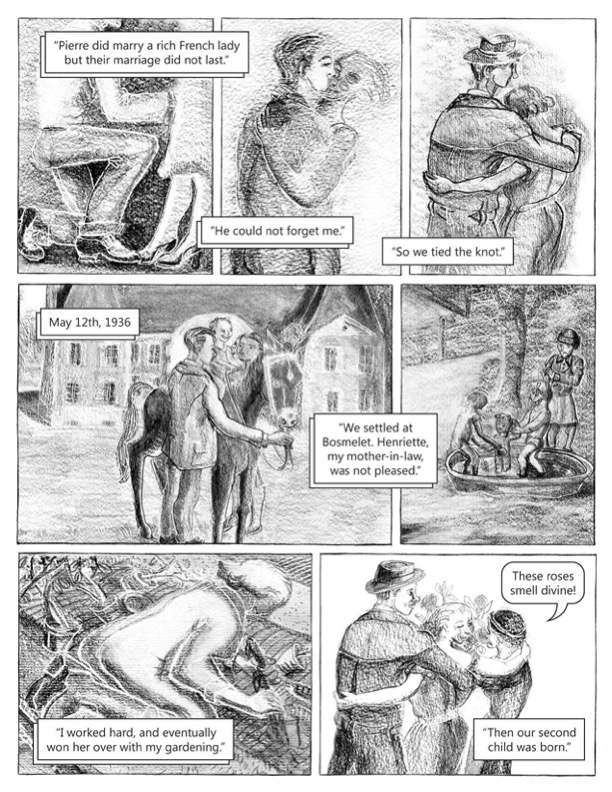 "Pierre did marry a rich French lady
but their marriage did not last."
"He could not forget me."
"So we tied the knot."
May 12th, 1936
"We settled at
Bosmelet. Henriette,
my mother-in-law,
was not pleased."
"I worked hard, and eventually
won her over with my gardening."
These roses
smell divine!
"Then our second
child was born."